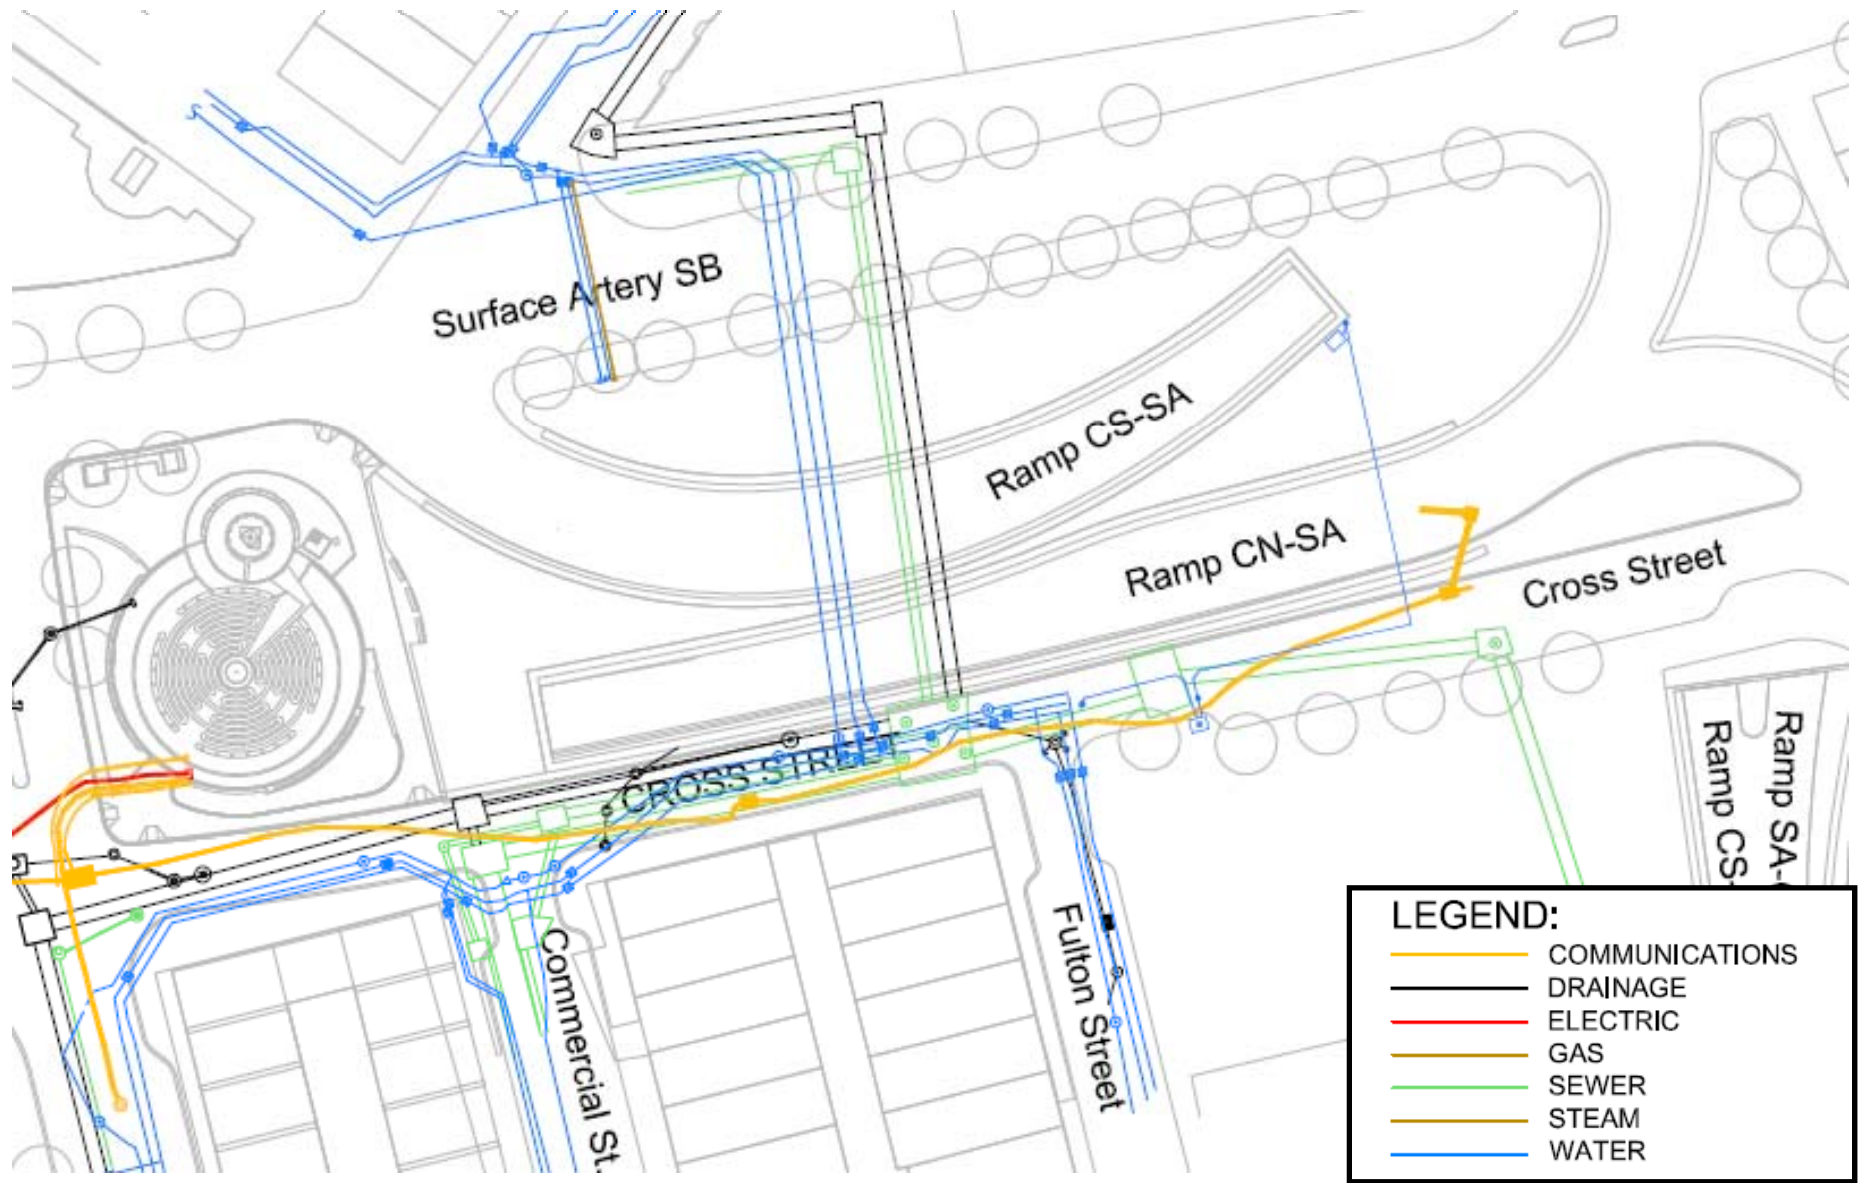 Surface Artery SB
Ramp CS-SA
Ramp CN-SA
Cross Street
CROSS STREE
Commercial St.
Fulton Street
Ramp CS-
Ramp SA-
LEGEND:
COMMUNICATIONS
DRAINAGE
ELECTRIC
GAS
SEWER
STEAM
WATER